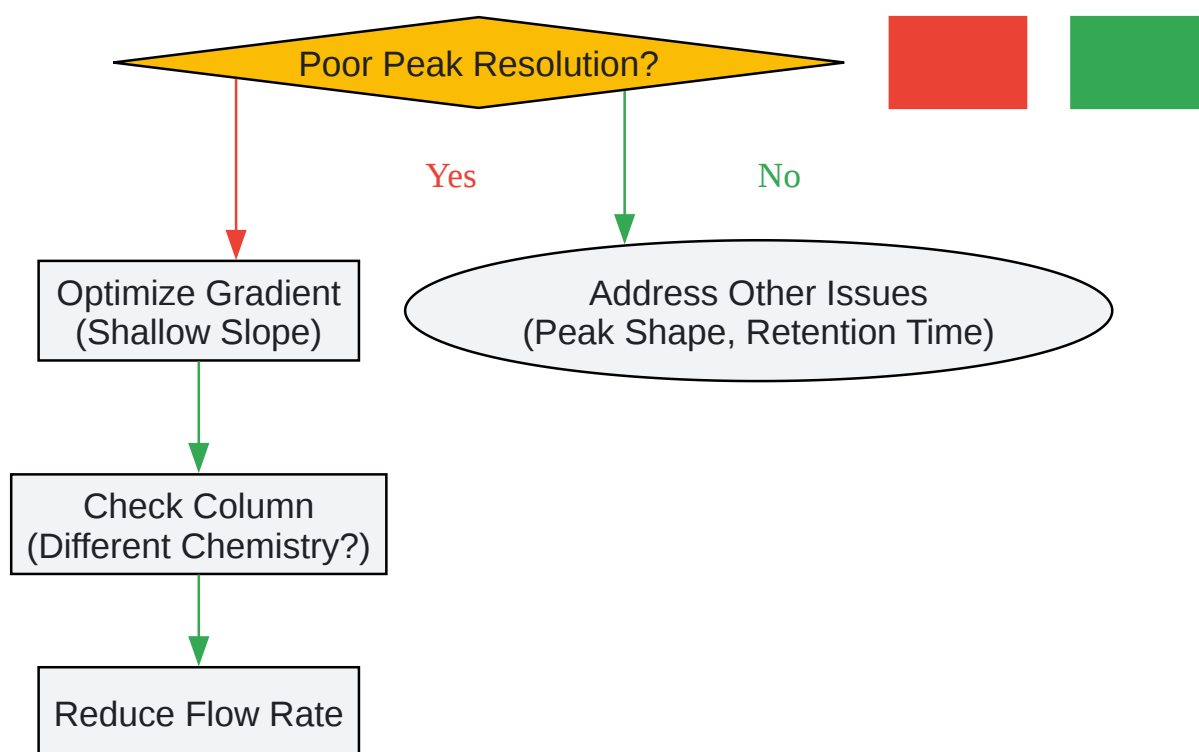 Poor Peak Resolution?
Yes
No
Optimize Gradient
(Shallow Slope)
Address Other Issues
(Peak Shape, Retention Time)
Check Column
(Different Chemistry?)
Reduce Flow Rate